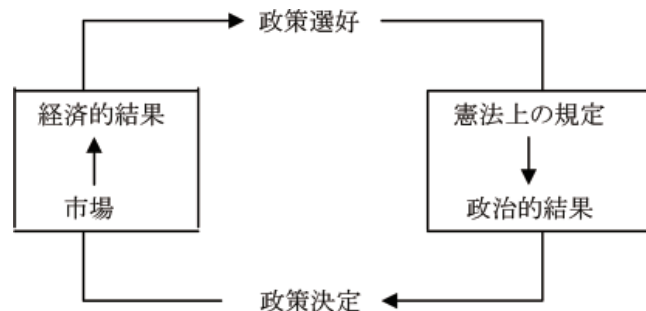 政策選好
経済的結果
憲法上の規定
市場
政治的結果
政策決定